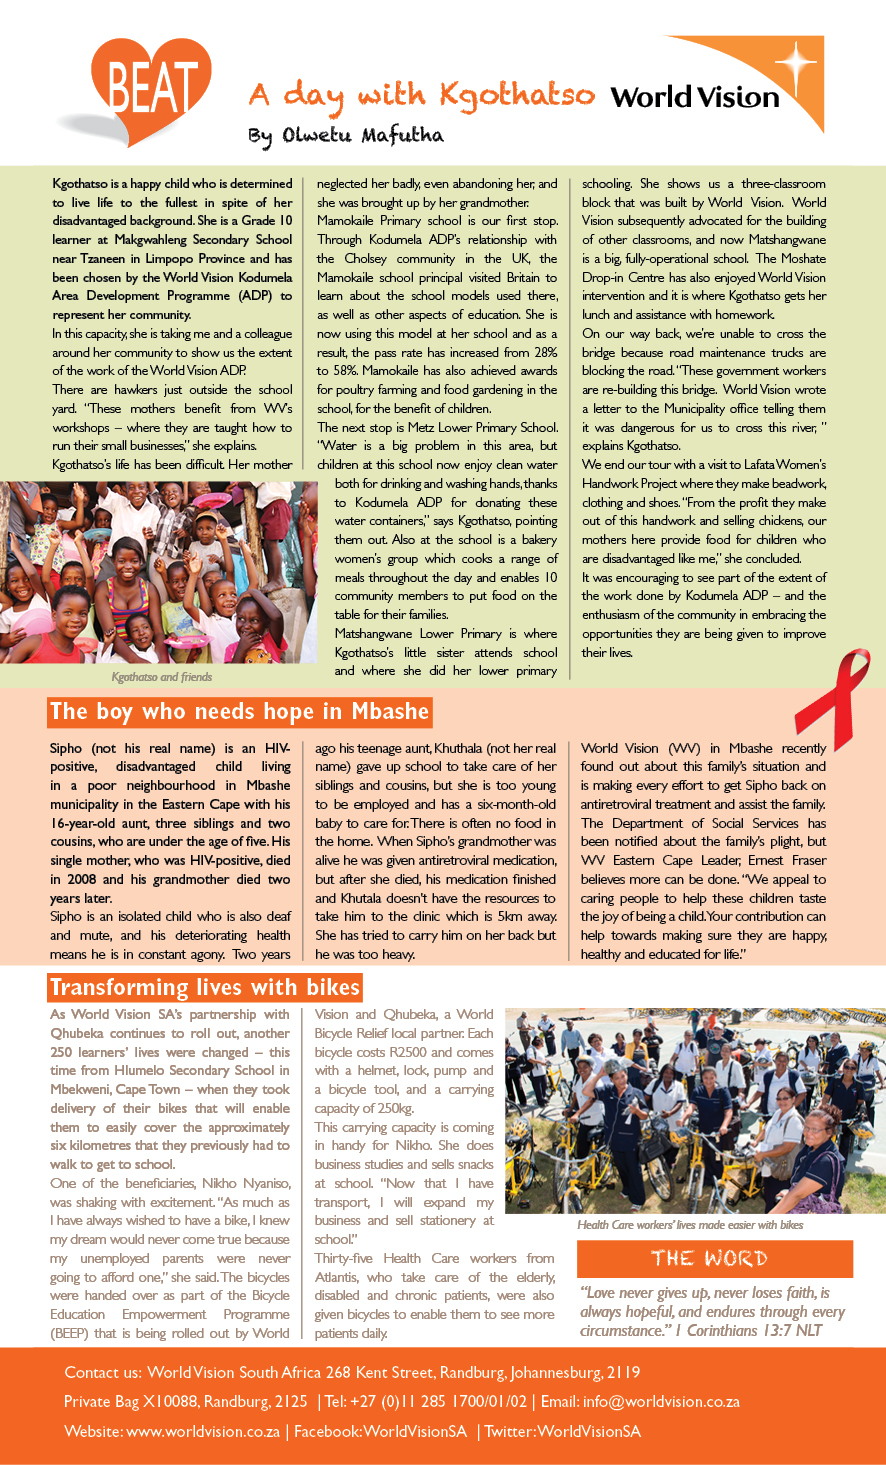 BEAT
A day with Kgothatso
By Olwetu Mafutha
World Vision
Kgothatso is a happy child who is determined
to live life to the fullest in spite of her
disadvantaged background. She is a Grade 10
learner at Makgwahleng Secondary School
near Tzaneen in Limpopo Province and has
been chosen by the World Vision Kodumela
Area Development Programme (ADP) to
represent her community.
In this capacity, she is taking me and a colleague
around her community to show us the extent
of the work of the World Vision ADP.
There are hawkers just outside the school
yard. “These mothers benefit from WV’s
workshops – where they are taught how to
run their small businesses,” she explains.
Kgothatso’s life has been difficult. Her mother
neglected her badly, even abandoning her, and
she was brought up by her grandmother.
Mamokaile Primary school is our first stop.
Through Kodumela ADP’s relationship with
the Cholsey community in the UK, the
Mamokaile school principal visited Britain to
learn about the school models used there,
as well as other aspects of education. She is
now using this model at her school and as a
result, the pass rate has increased from 28%
to 58%. Mamokaile has also achieved awards
for poultry farming and food gardening in the
school, for the benefit of children.
The next stop is Metz Lower Primary School.
“Water is a big problem in this area, but
children at this school now enjoy clean water
both for drinking and washing hands, thanks
to Kodumela ADP for donating these
water containers,” says Kgothatso, pointing
them out. Also at the school is a bakery
women’s group which cooks a range of
meals throughout the day and enables 10
community members to put food on the
table for their families.
Matshangwane Lower Primary is where
Kgothatso’s little sister attends school
and where she did her lower primary
schooling. She shows us a three-classroom
block that was built by World Vision. World
Vision subsequently advocated for the building
of other classrooms, and now Matshangwane
is a big, fully-operational school. The Moshate
Drop-in Centre has also enjoyed World Vision
intervention and it is where Kgothatso gets her
lunch and assistance with homework.
On our way back, we’re unable to cross the
bridge because road maintenance trucks are
blocking the road. “These government workers
are re-building this bridge. World Vision wrote
a letter to the Municipality office telling them
it was dangerous for us to cross this river, ”
explains Kgothatso.
We end our tour with a visit to Lafata Women’s
Handwork Project where they make beadwork,
clothing and shoes. “From the profit they make
out of this handwork and selling chickens, our
mothers here provide food for children who
are disadvantaged like me,” she concluded.
It was encouraging to see part of the extent of
the work done by Kodumela ADP – and the
enthusiasm of the community in embracing the
opportunities they are being given to improve
their lives.
Kgothatso and friends
The boy who needs hope in Mbashe
Sipho (not his real name) is an HIV-
positive, disadvantaged child living
in a poor neighbourhood in Mbashe
municipality in the Eastern Cape with his
16-year-old aunt, three siblings and two
cousins, who are under the age of five. His
single mother, who was HIV-positive, died
in 2008 and his grandmother died two
years later.
Sipho is an isolated child who is also deaf
and mute, and his deteriorating health
means he is in constant agony. Two years
ago his teenage aunt, Khuthala (not her real
name) gave up school to take care of her
siblings and cousins, but she is too young
to be employed and has a six-month-old
baby to care for. There is often no food in
the home. When Sipho’s grandmother was
alive he was given antiretroviral medication,
but after she died, his medication finished
and Khutala doesn’t have the resources to
take him to the clinic which is 5km away.
She has tried to carry him on her back but
he was too heavy.
World Vision (WV) in Mbashe recently
found out about this family’s situation and
is making every effort to get Sipho back on
antiretroviral treatment and assist the family.
The Department of Social Services has
been notified about the family’s plight, but
WV Eastern Cape Leader, Ernest Fraser
believes more can be done. “We appeal to
caring people to help these children taste
the joy of being a child. Your contribution can
help towards making sure they are happy,
healthy and educated for life.”
Transforming lives with bikes
As World Vision SA’s partnership with
Qhubeka continues to roll out, another
250 learners’ lives were changed – this
time from Hlumelo Secondary School in
Mbekweni, Cape Town – when they took
delivery of their bikes that will enable
them to easily cover the approximately
six kilometres that they previously had to
walk to get to school.
One of the beneficiaries, Nikho Nyaniso,
was shaking with excitement. “As much as
I have always wished to have a bike, I knew
my dream would never come true because
my unemployed parents were never
going to afford one,” she said. The bicycles
were handed over as part of the Bicycle
Education Empowerment Programme
(BEEP) that is being rolled out by World
Vision and Qhubeka, a World
Bicycle Relief local partner. Each
bicycle costs R2500 and comes
with a helmet, lock, pump and
a bicycle tool, and a carrying
capacity of 250kg.
This carrying capacity is coming
in handy for Nikho. She does
business studies and sells snacks
at school. “Now that I have
transport, I will expand my
business and sell stationery at
school.”
Thirty-five Health Care workers from
Atlantis, who take care of the elderly,
disabled and chronic patients, were also
given bicycles to enable them to see more
patients daily.
Health Care workers’ lives made easier with bikes
THE WORD
“Love never gives up, never loses faith, is
always hopeful, and endures through every
circumstance.” 1 Corinthians 13:7 NLT
Contact us: World Vision South Africa 268 Kent Street, Randburg, Johannesburg, 2119
Private Bag X10088, Randburg, 2125 | Tel: +27 (0)11 285 1700/01/02 | Email: info@worldvision.co.za
Website: www.worldvision.co.za | Facebook: WorldVisionSA | Twitter: WorldVisionSA